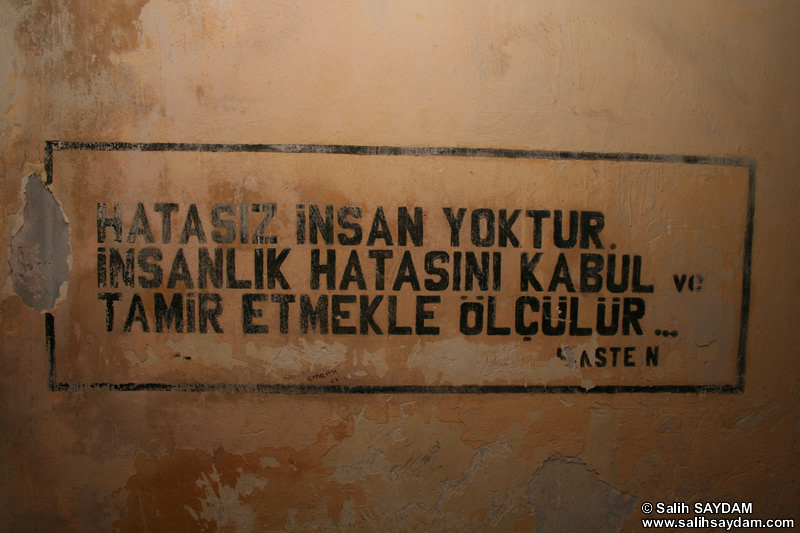 HATASIZ İNSAN YOKTUR.
İNSANLIK HATASINI KABUL ve
TAMİR ETMEKLE ÖLÇÜLÜR...
© Salih SAYDAM
www.salihsaydam.com